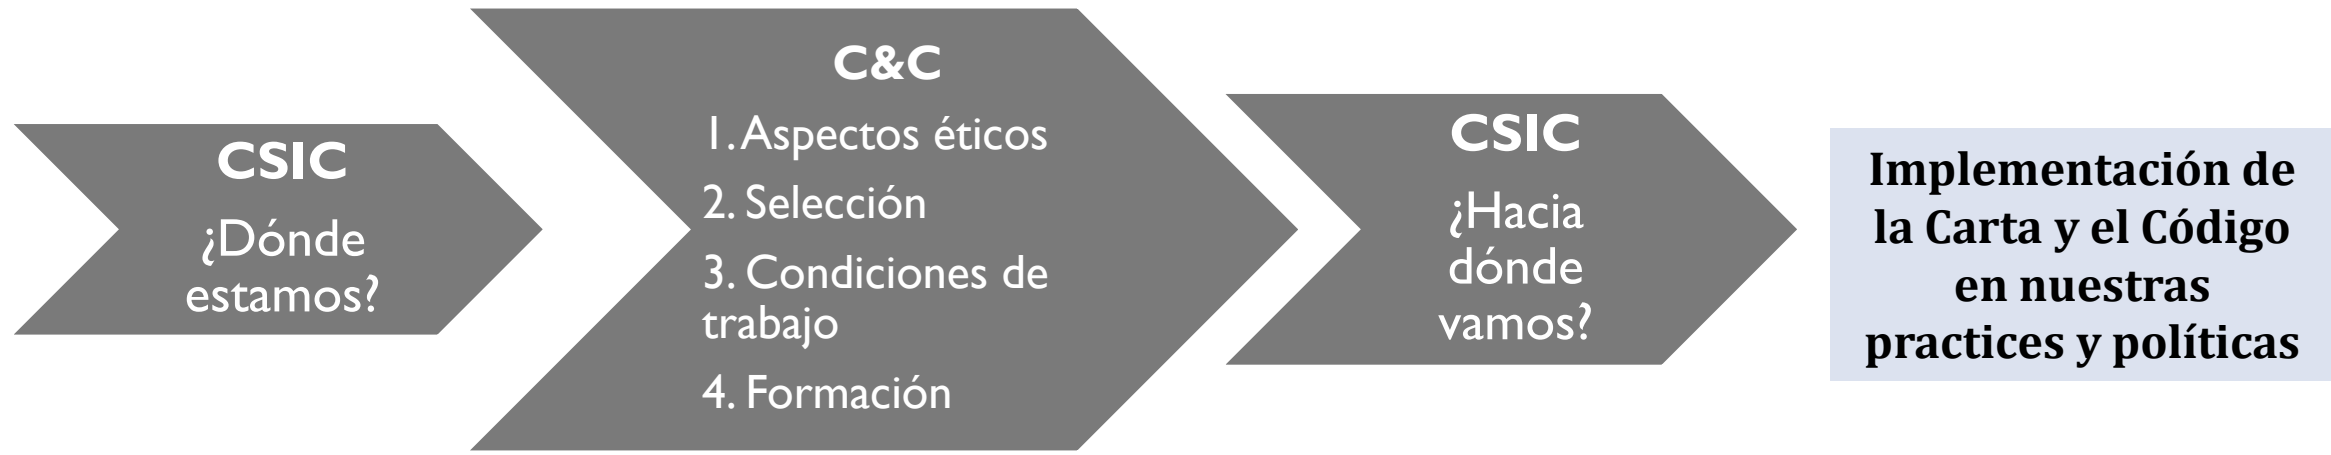 CSIC
¿Dónde
estamos?
C&C
1. Aspectos éticos
2. Selección
3. Condiciones de
trabajo
4. Formación
CSIC
¿Hacia
dónde
vamos?
Implementación de
la Carta y el Código
en nuestras
practices y políticas